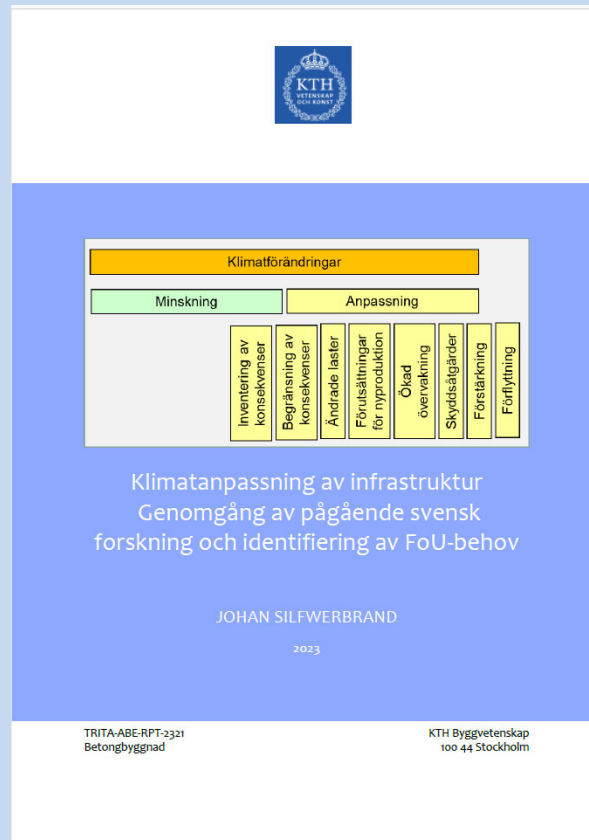 KTH
VETENSKAP
OCH KONST
Klimatförändringar
Minskning
Anpassning
Inventering av
konsekvenser
Begränsning av
konsekvenser
Ändrade laster
Förutsättningar
för nyproduktion
Ökad
övervakning
Skyddsåtgärder
Förstärkning
Förflyttning
Klimatanpassning av infrastruktur
Genomgång av pågående svensk
forskning och identifiering av FoU-behov
JOHAN SILFWERBRAND
2023
TRITA-ABE-RPT-2321
Betongbyggnad
KTH Byggvetenskap
100 44 Stockholm